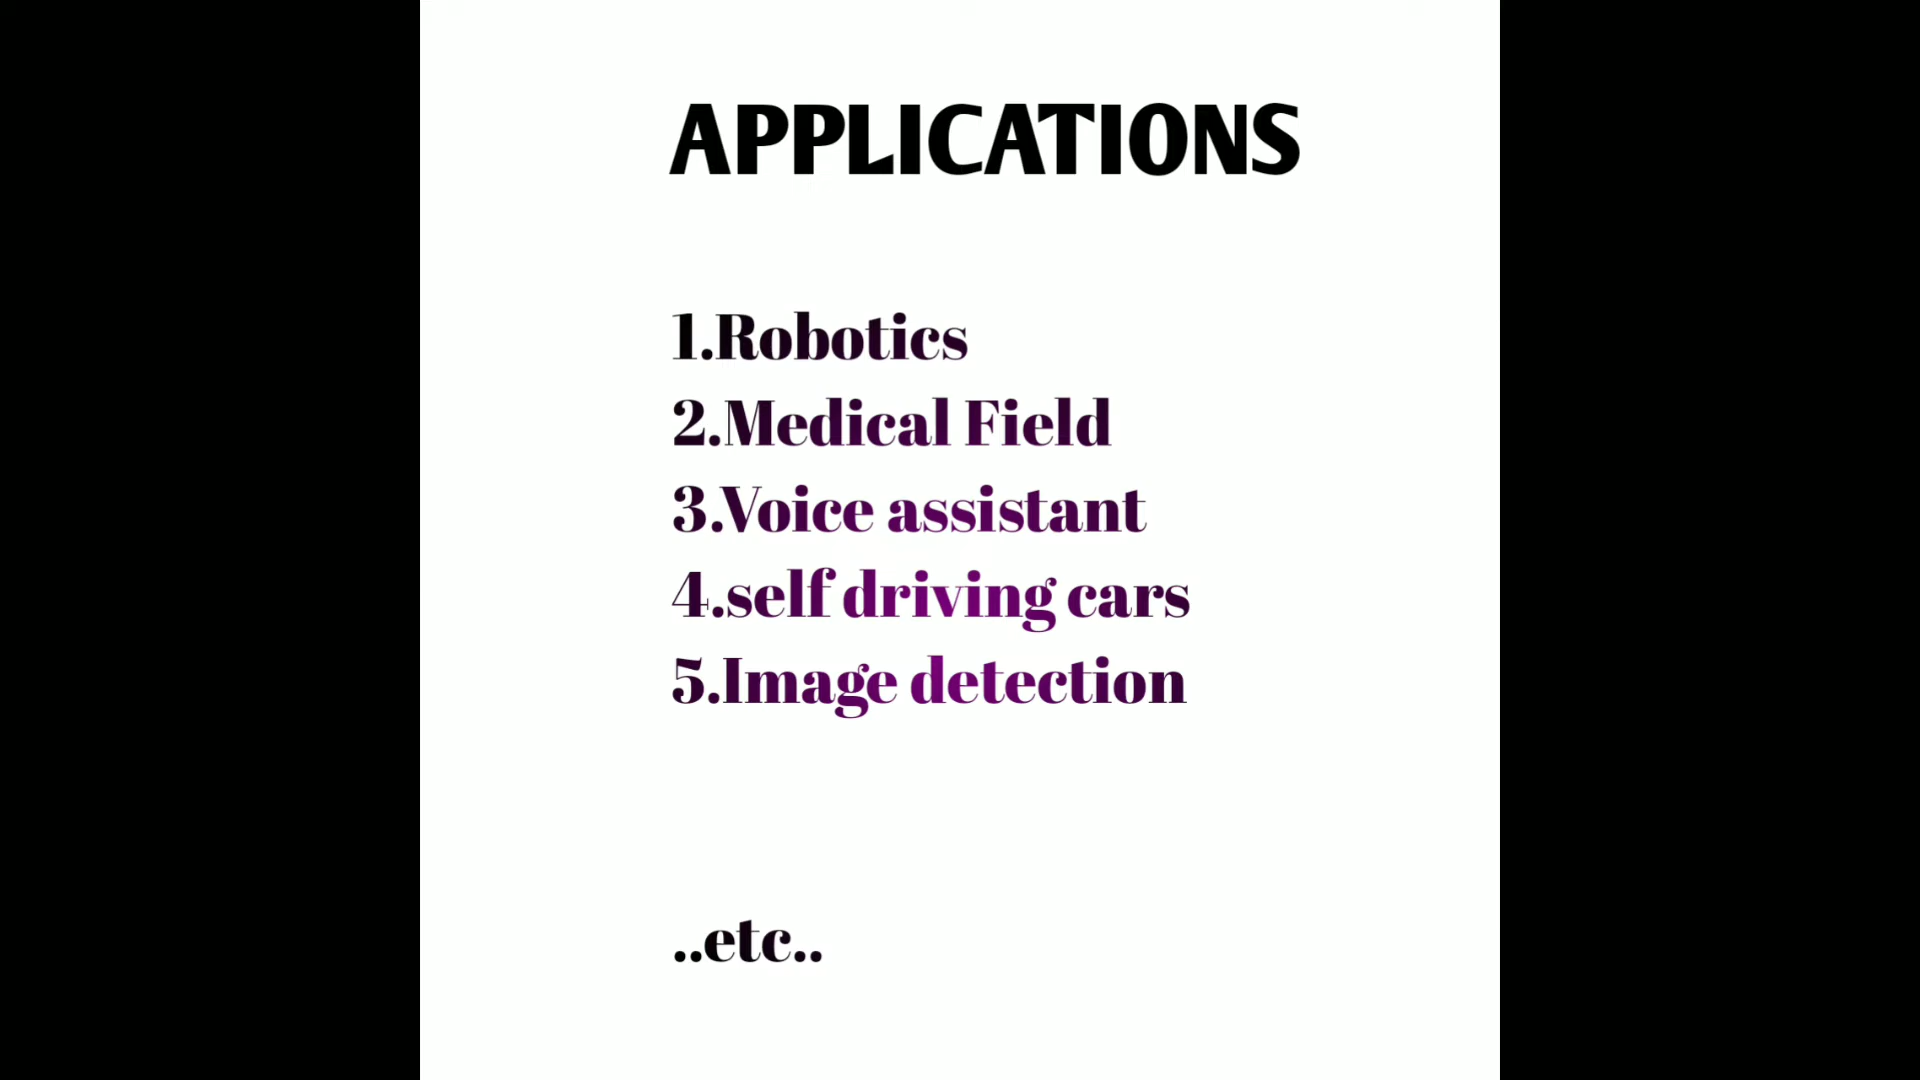 APPLICATIONS
1.Robotics
2.Medical Field
3.Voice assistant
4.self driving cars
5.Image detection
..etc..